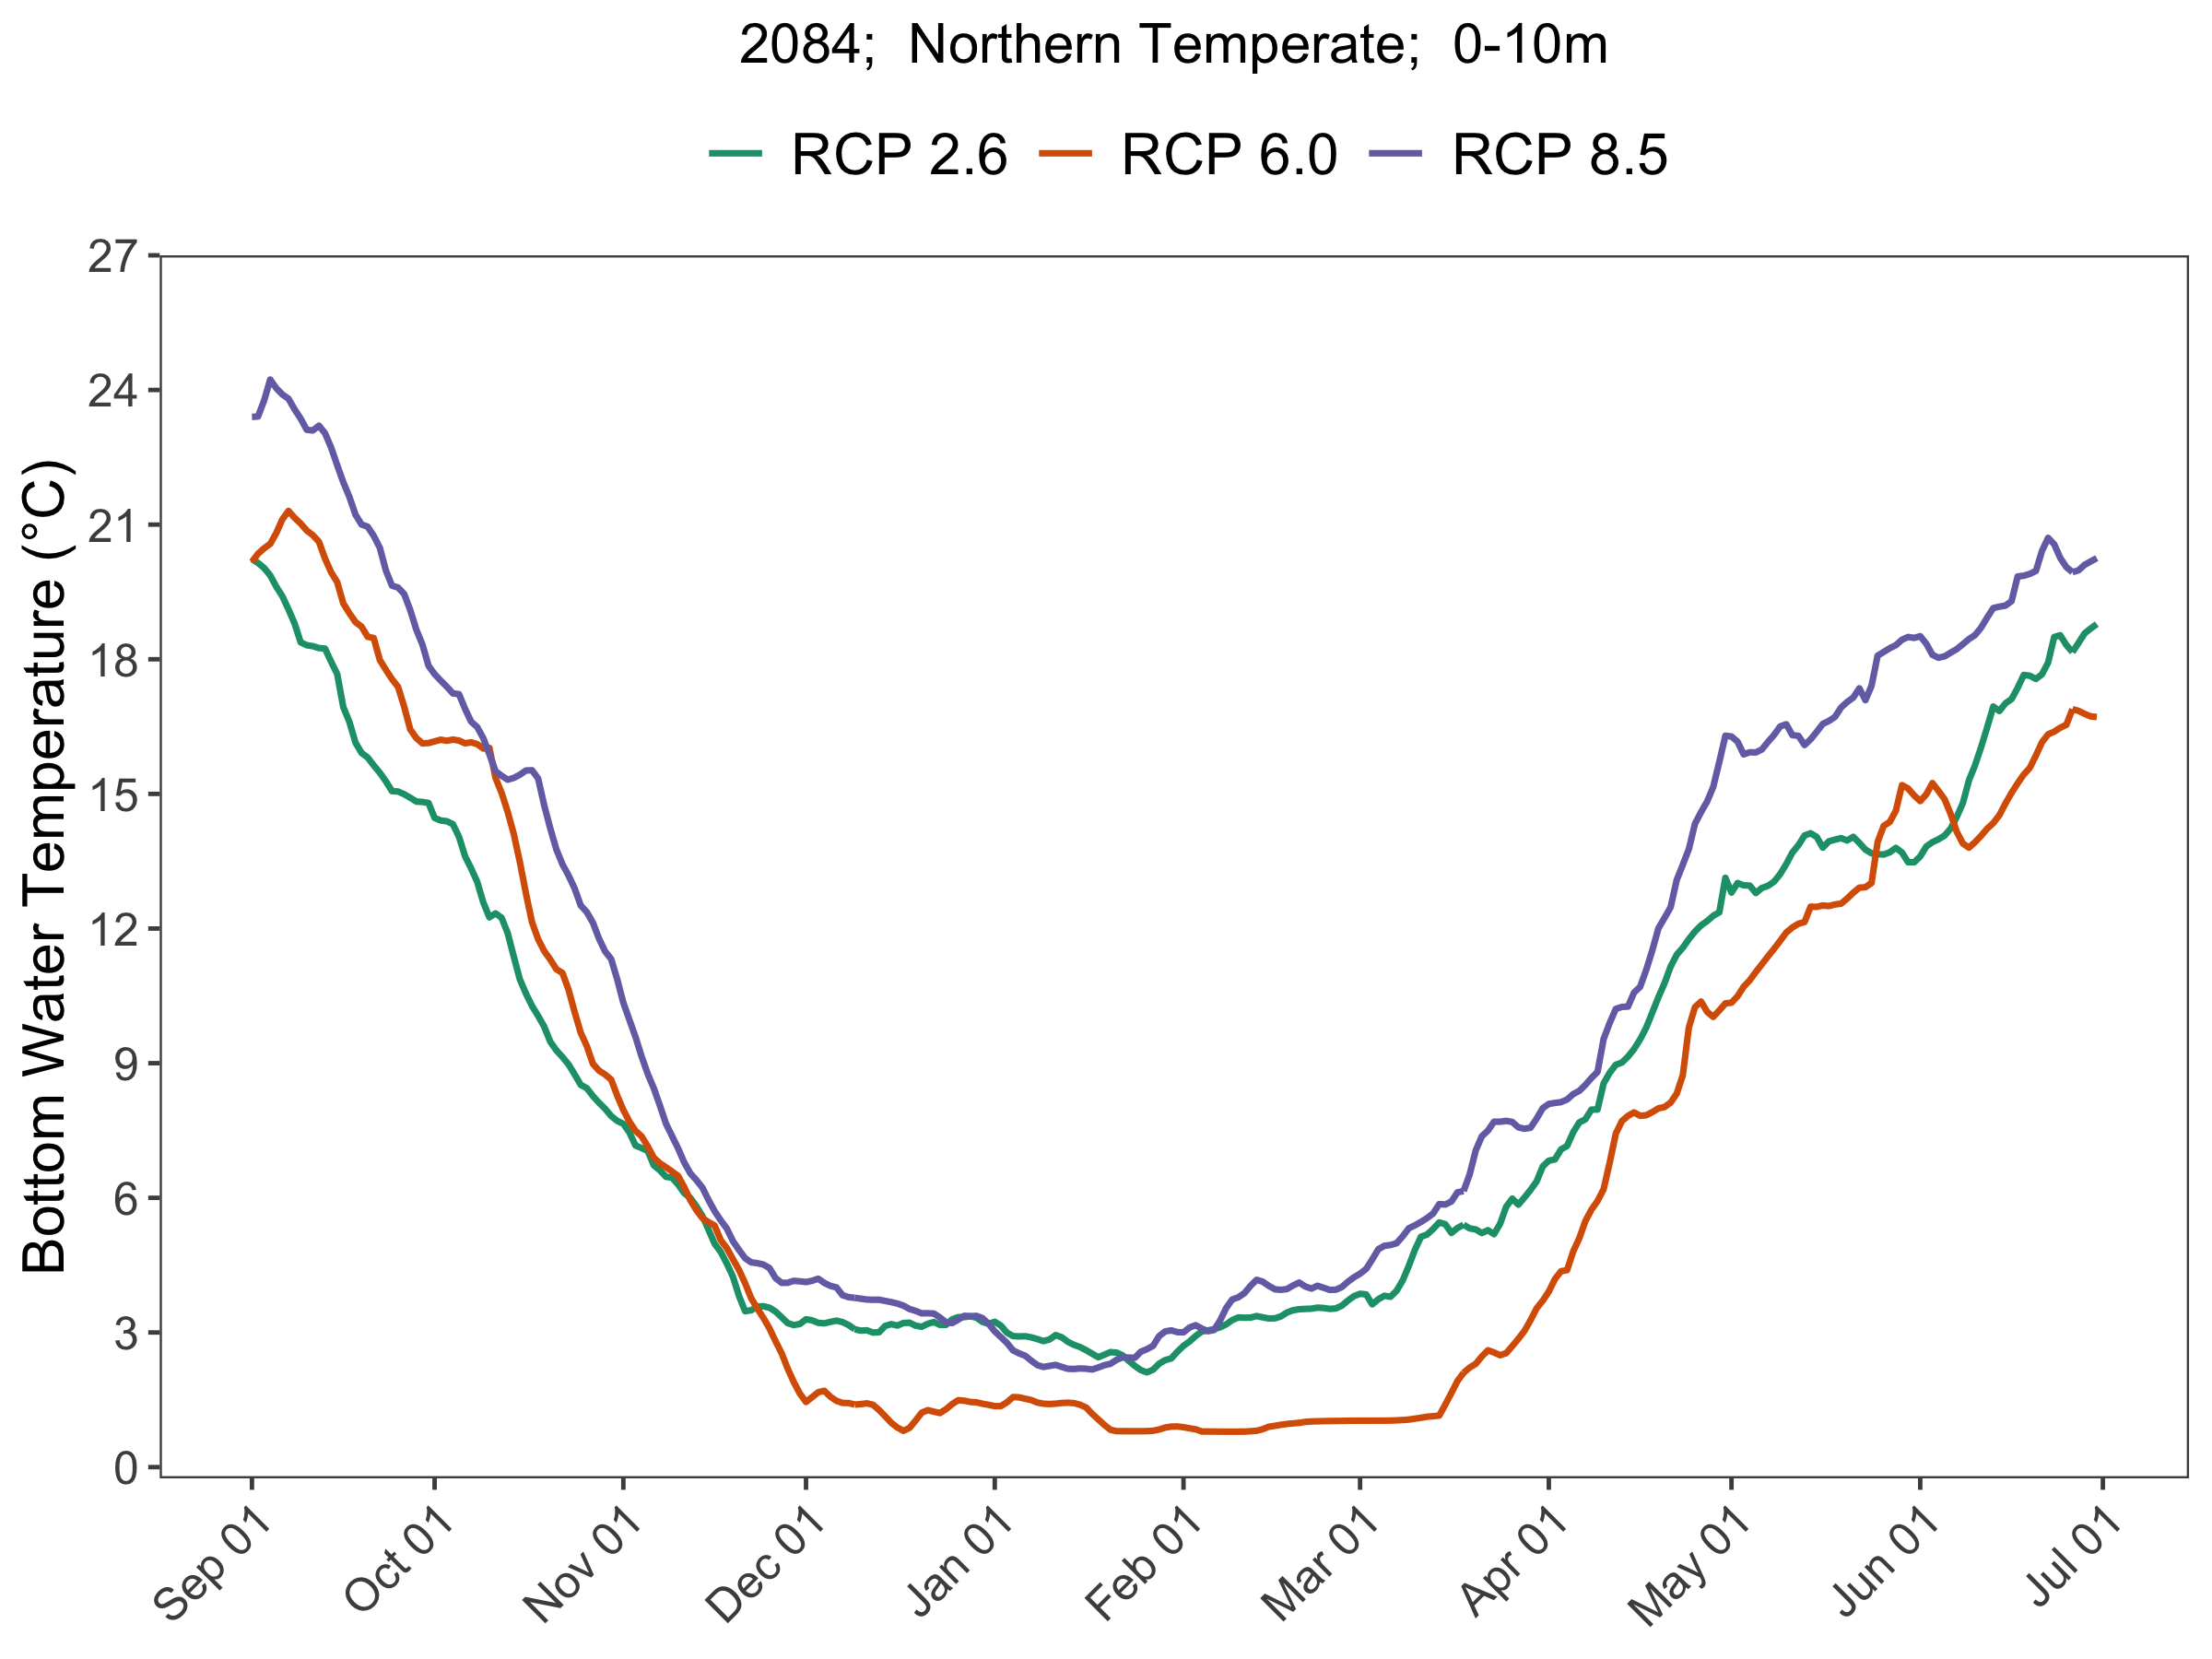 2084;  Northern Temperate;  0-10m
RCP 2.6  RCP 6.0  RCP 8.5
Bottom Water Temperature (°C)
27
24
21
18
15
12
9
6
3
0
Sep 01  Oct 01  Nov 01  Dec 01  Jan 01  Feb 01  Mar 01  Apr 01  May 01  Jun 01  Jul 01